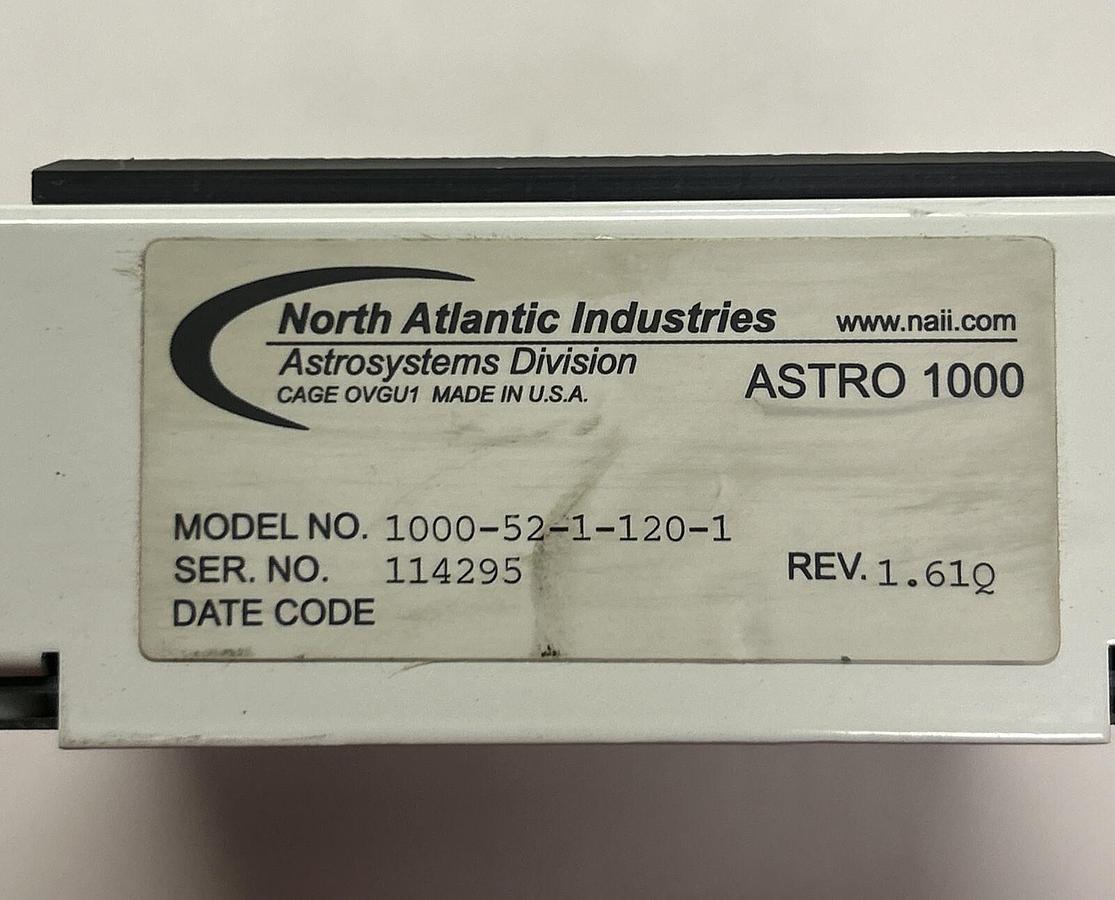 North Atlantic Industries www.naii.com
Astrosystems Division
ASTRO 1000
CAGE OVGU1 MADE IN U.S.A.
MODEL NO. 1000-52-1-120-1
SER. NO. 114295 REV. 1.61Q
DATE CODE